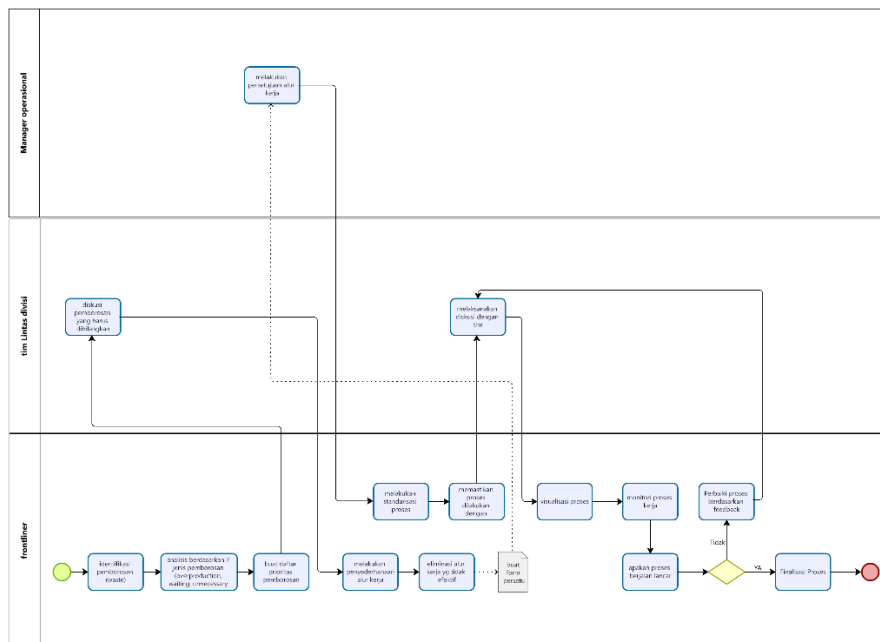 Manager operasional
melakukan
persetujuan alur
kerja
tim Lintas divisi
diskusi
pemborosan
yang harus
dihilangkan
melaksanakan
diskusi dengan
tim
frontliner
melakukan
standarisasi
proses
memastikan
proses
dilakukan
dengan
visualisasi proses
monitori proses
kerja
Perbaiki proses
berdasarkan
feedback
Tidak
identifikasi
pemborosan
(waste)
analisis berdasarkan 7
jenis pemborosan
(overproduction,
waiting, unnecessary
buat daftar
prioritas
pemborosan
melakukan
penyederhanaan
alur kerja
eliminasi alur
kerja yg tidak
efektif
buat
form
persetu
apakah proses
berjalan lancar
YA
Finalisasi Proses